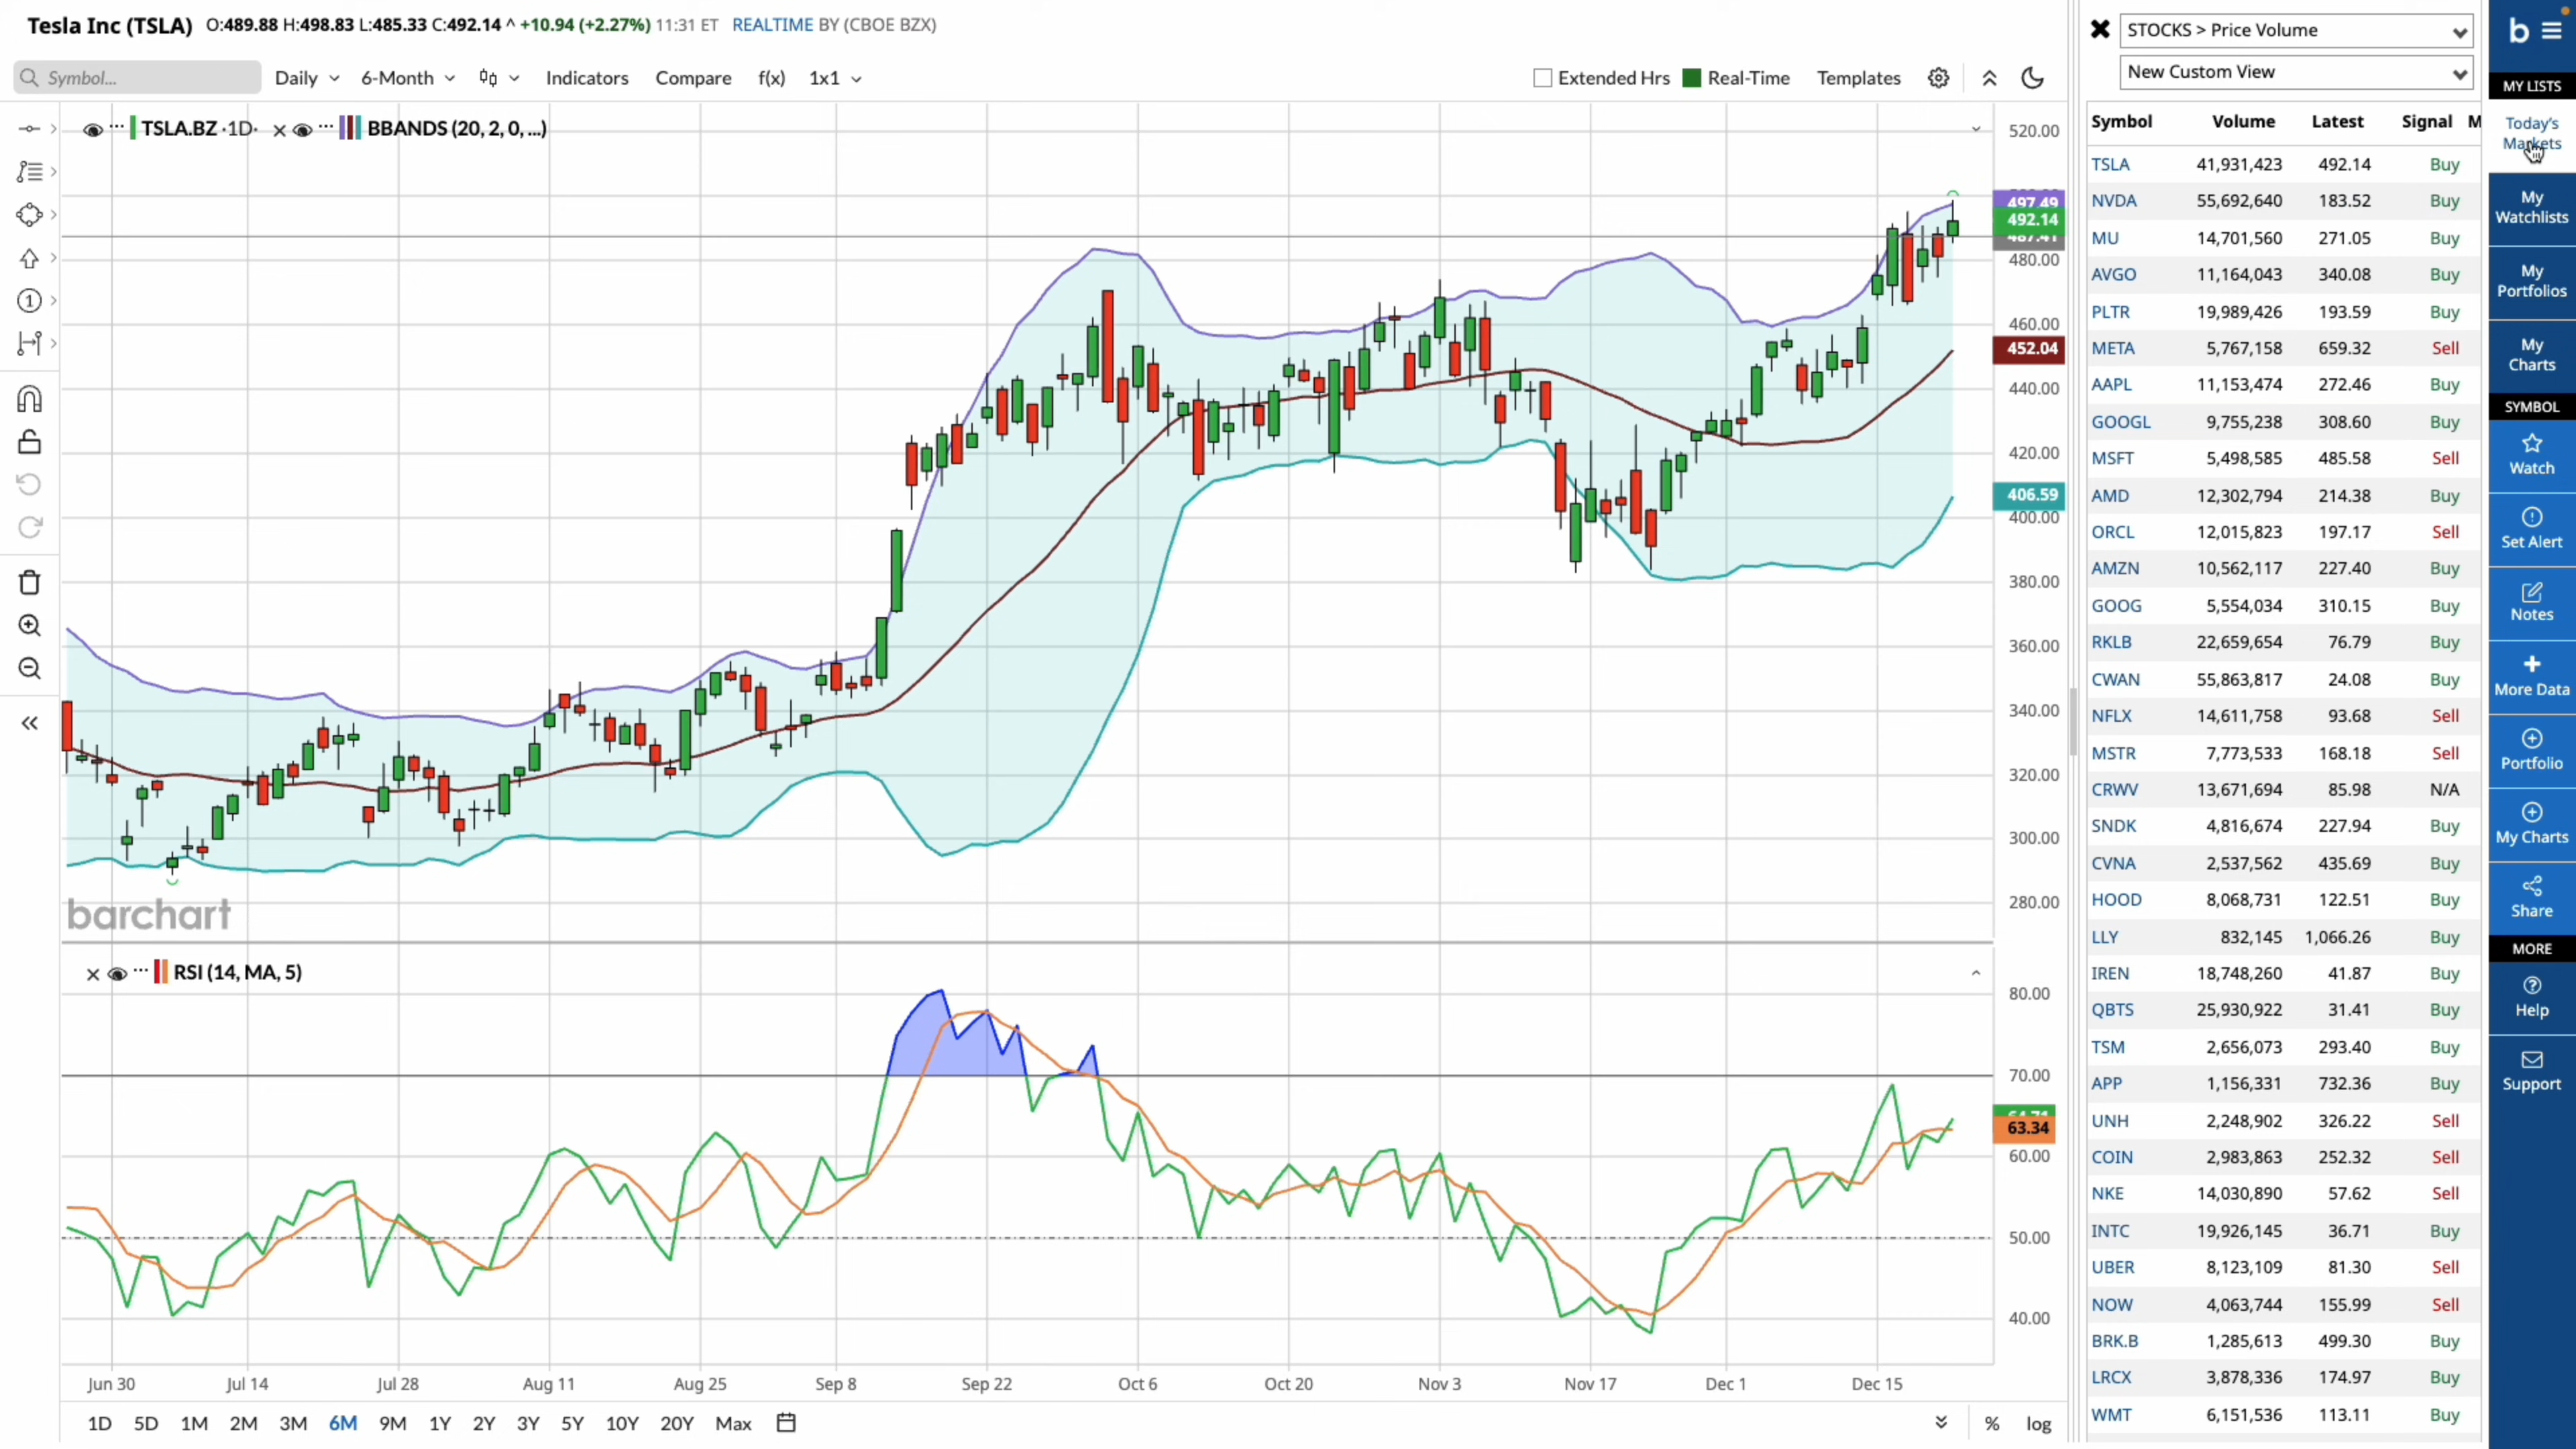 Tesla Inc (TSLA) O:489.88 H:498.83 L:485.33 C:492.14 ^ +10.94 (+2.27%) 11:31 ET REALTIME BY (CBOE BZX)
Symbol... Daily 6-Month Indicators Compare f(x) 1x1 Extended Hrs Real-Time Templates
TSLA.BZ ·1D· BBANDS (20, 2, 0, ...)
520.00
497.49
492.14
487.41
480.00
460.00
452.04
440.00
420.00
406.59
400.00
380.00
360.00
340.00
320.00
300.00
280.00
barchart
RSI (14, MA, 5)
80.00
70.00
64.71
63.34
60.00
50.00
40.00
Jun 30 Jul 14 Jul 28 Aug 11 Aug 25 Sep 8 Sep 22 Oct 6 Oct 20 Nov 3 Nov 17 Dec 1 Dec 15
1D 5D 1M 2M 3M 6M 9M 1Y 2Y 3Y 5Y 10Y 20Y Max % log
STOCKS > Price Volume
New Custom View
Symbol Volume Latest Signal M
TSLA 41,931,423 492.14 Buy
NVDA 55,692,640 183.52 Buy
MU 14,701,560 271.05 Buy
AVGO 11,164,043 340.08 Buy
PLTR 19,989,426 193.59 Buy
META 5,767,158 659.32 Sell
AAPL 11,153,474 272.46 Buy
GOOGL 9,755,238 308.60 Buy
MSFT 5,498,585 485.58 Sell
AMD 12,302,794 214.38 Buy
ORCL 12,015,823 197.17 Sell
AMZN 10,562,117 227.40 Buy
GOOG 5,554,034 310.15 Buy
RKLB 22,659,654 76.79 Buy
CWAN 55,863,817 24.08 Buy
NFLX 14,611,758 93.68 Sell
MSTR 7,773,533 168.18 Sell
CRWV 13,671,694 85.98 N/A
SNDK 4,816,674 227.94 Buy
CVNA 2,537,562 435.69 Buy
HOOD 8,068,731 122.51 Buy
LLY 832,145 1,066.26 Buy
IREN 18,748,260 41.87 Buy
QBTS 25,930,922 31.41 Buy
TSM 2,656,073 293.40 Buy
APP 1,156,331 732.36 Buy
UNH 2,248,902 326.22 Sell
COIN 2,983,863 252.32 Sell
NKE 14,030,890 57.62 Sell
INTC 19,926,145 36.71 Buy
UBER 8,123,109 81.30 Sell
NOW 4,063,744 155.99 Sell
BRK.B 1,285,613 499.30 Buy
LRCX 3,878,336 174.97 Buy
WMT 6,151,536 113.11 Buy
b
MY LISTS
Today's
Markets
My
Watchlists
My
Portfolios
My
Charts
SYMBOL
Watch
Set Alert
Notes
More Data
Portfolio
My Charts
Share
MORE
Help
Support